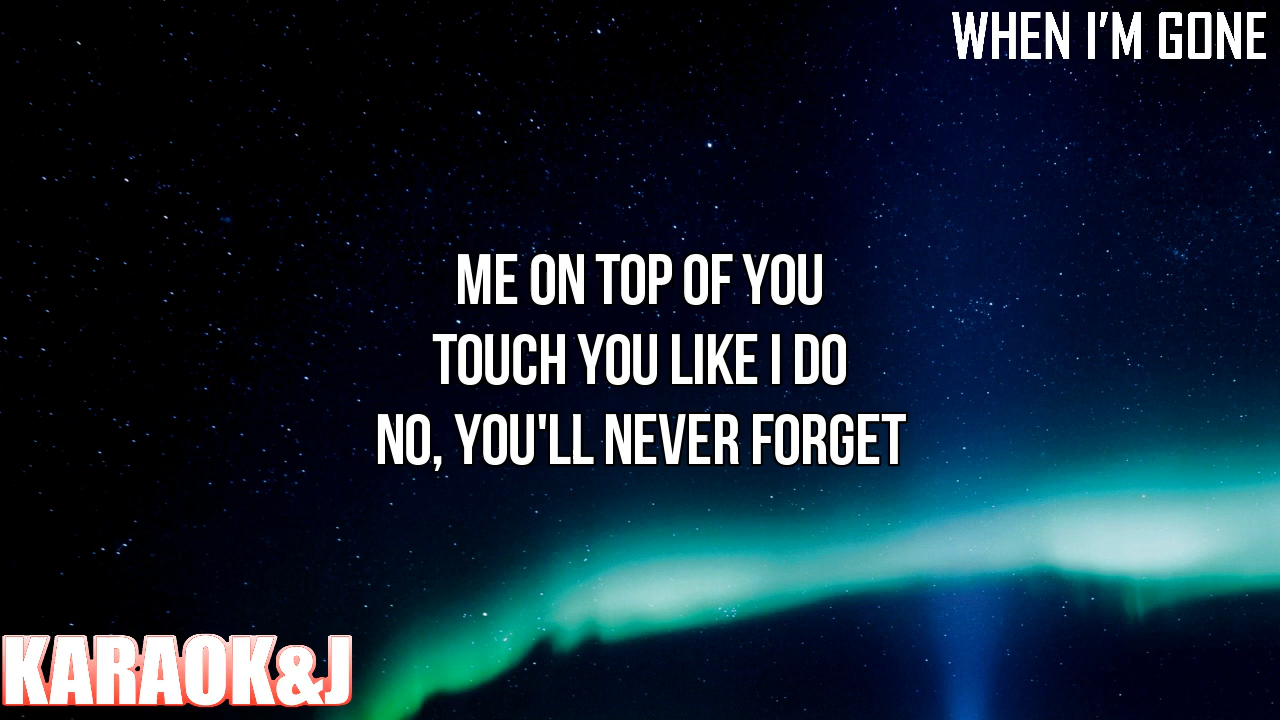 WHEN I'M GONE
ME ON TOP OF YOU
TOUCH YOU LIKE I DO
NO, YOU'LL NEVER FORGET
KARAOK&J